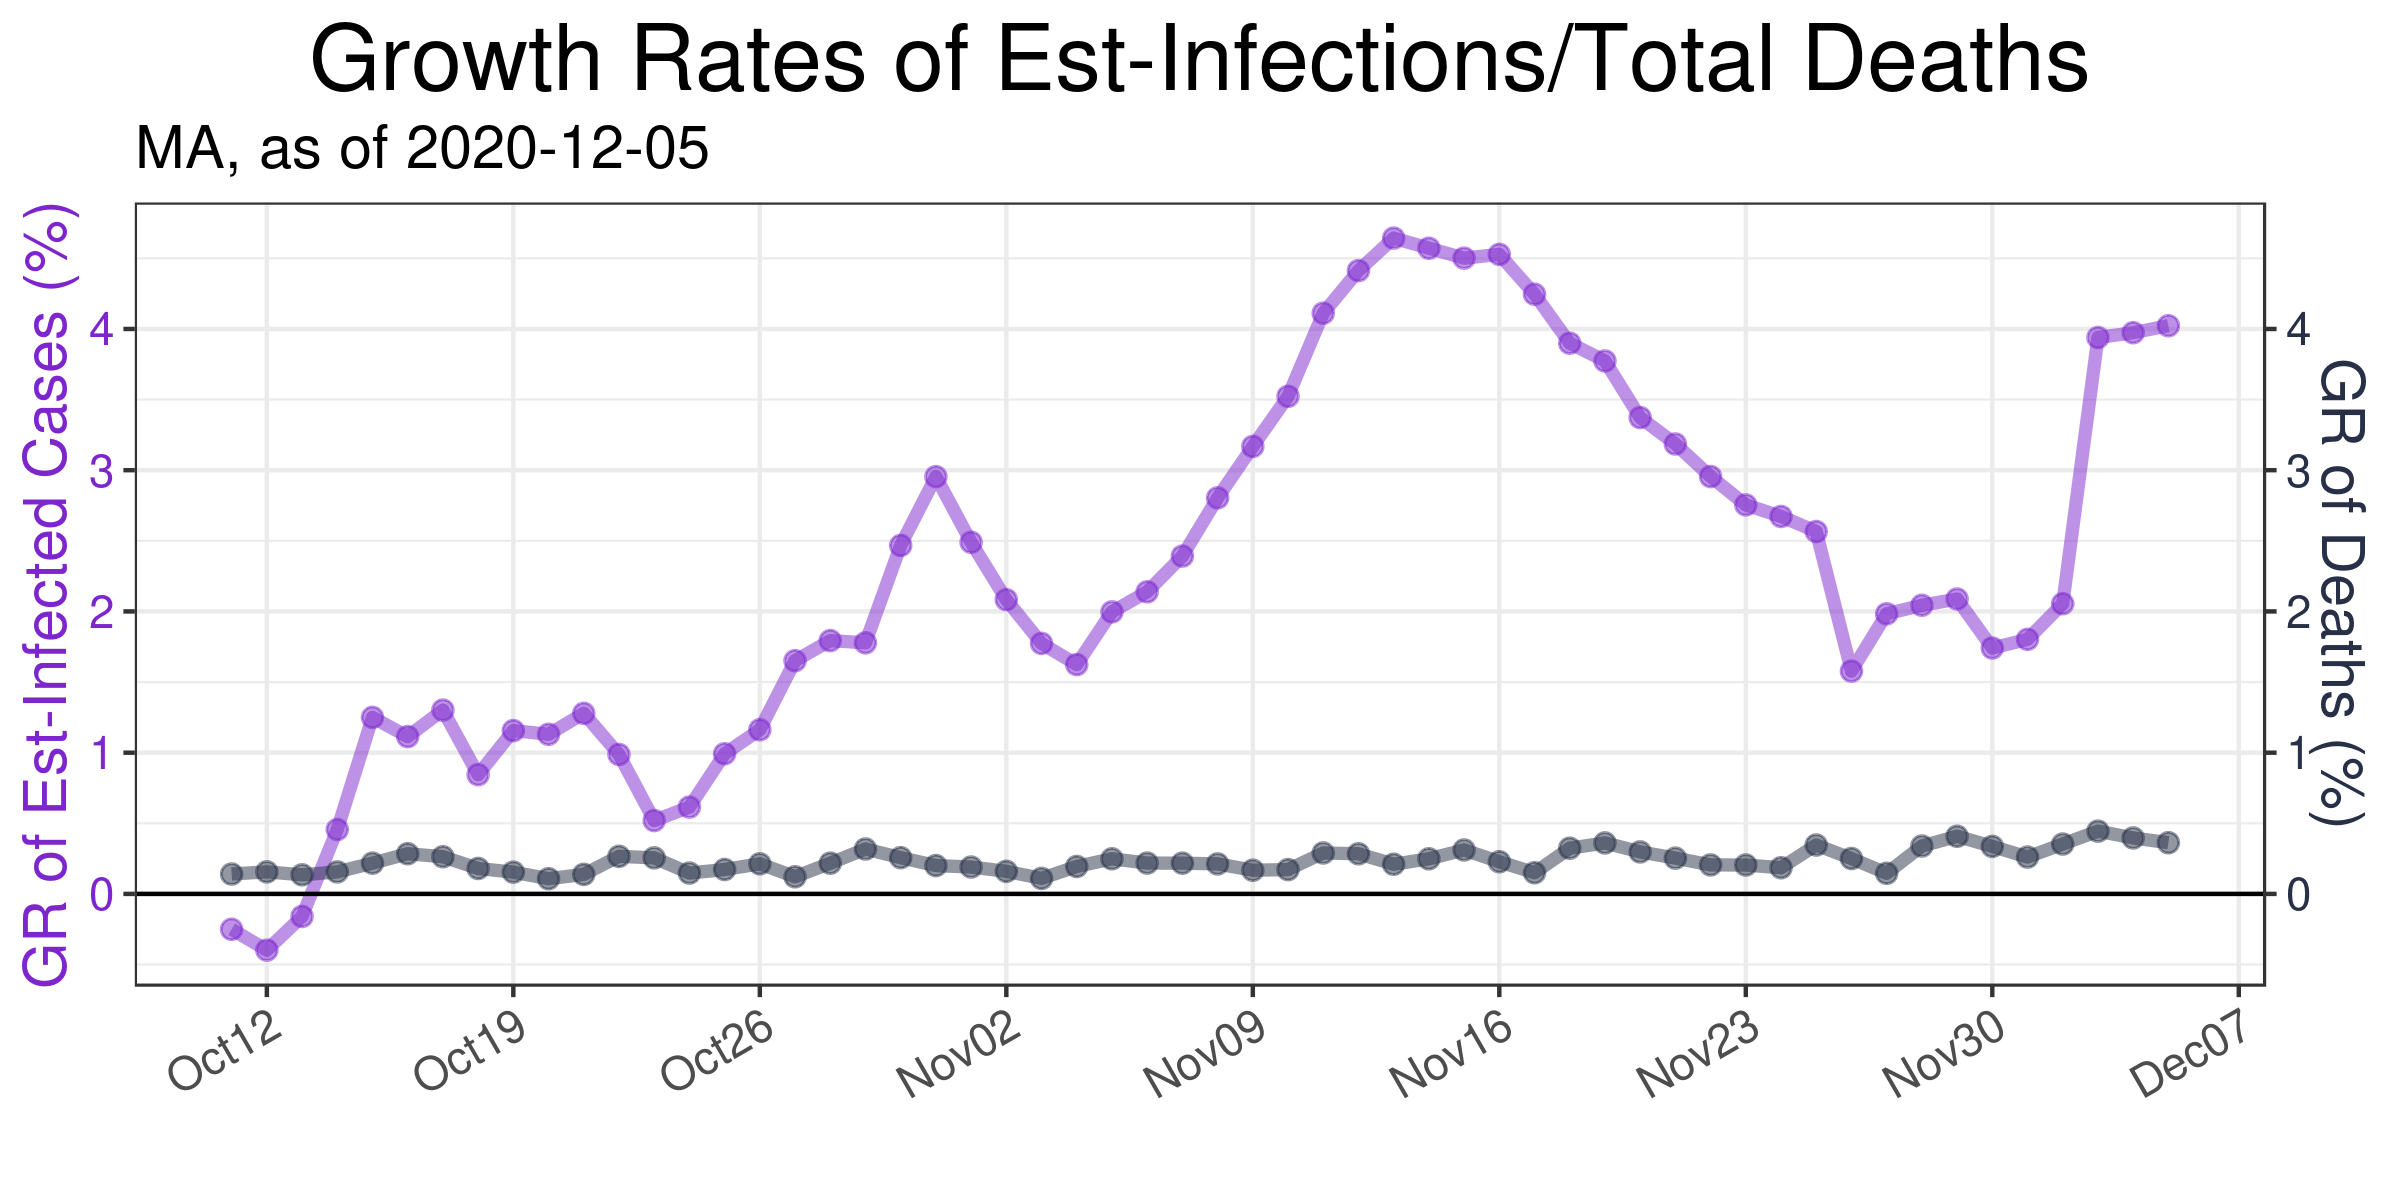 Growth Rates of Est-Infections/Total Deaths
MA, as of 2020-12-05
GR of Est-Infected Cases (%)
4
3
2
1
0
4
3
2
1
0
GR of Deaths (%)
Oct12
Oct19
Oct26
Nov02
Nov09
Nov16
Nov23
Nov30
Dec07